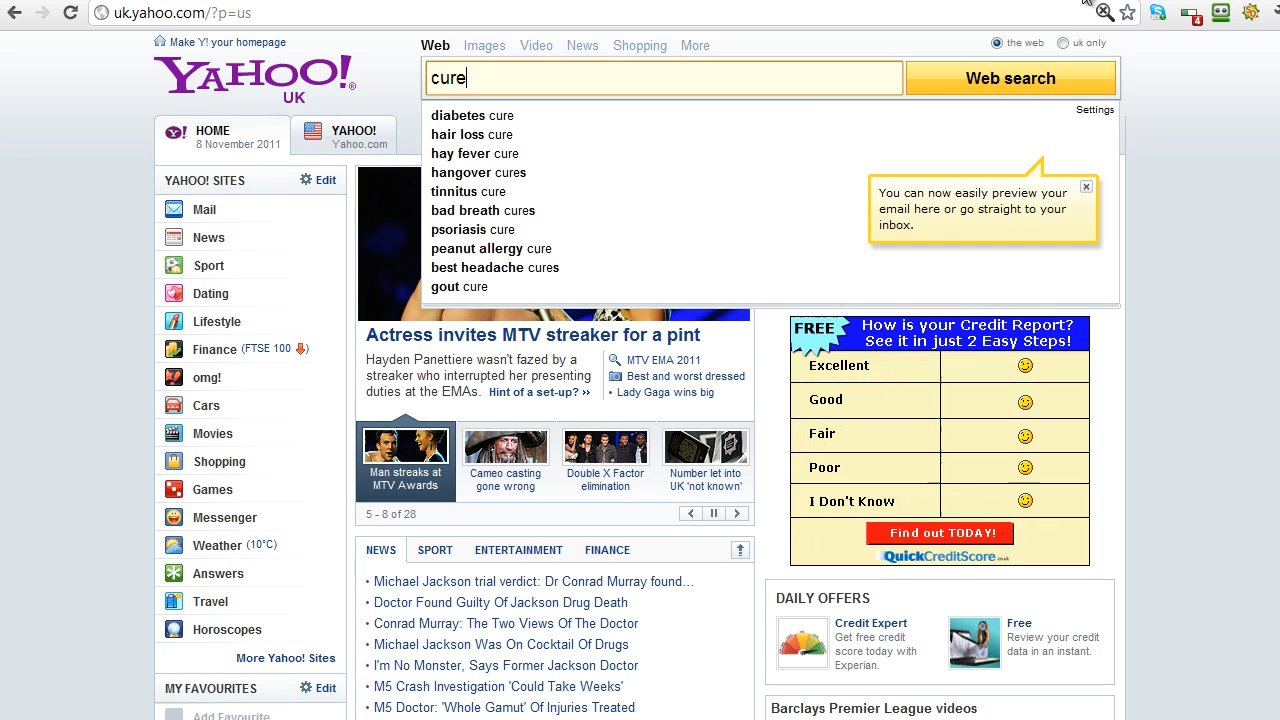 uk.yahoo.com/?p=us
4
Make Y! your homepage
YAHOO!®
UK
Web Images Video News Shopping More
the web uk only
cure
Web search
Settings
diabetes cure
hair loss cure
hay fever cure
hangover cures
tinnitus cure
bad breath cures
psoriasis cure
peanut allergy cure
best headache cures
gout cure
You can now easily preview your
email here or go straight to your
inbox.
Y! HOME
8 November 2011
YAHOO!
Yahoo.com
YAHOO! SITES Edit
Mail
News
Sport
Dating
Lifestyle
Finance (FTSE 100 )
omg!
Cars
Movies
Shopping
Games
Messenger
Weather (10°C)
Answers
Travel
Horoscopes
More Yahoo! Sites
MY FAVOURITES Edit
Add Favourite
Actress invites MTV streaker for a pint
Hayden Panettiere wasn't fazed by a
streaker who interrupted her presenting
duties at the EMAs. Hint of a set-up? »
MTV EMA 2011
Best and worst dressed
• Lady Gaga wins big
Man streaks at
MTV Awards
Cameo casting
gone wrong
Double X Factor
elimination
Number let into
UK 'not known'
5 - 8 of 28
NEWS SPORT ENTERTAINMENT FINANCE
• Michael Jackson trial verdict: Dr Conrad Murray found...
• Doctor Found Guilty Of Jackson Drug Death
• Conrad Murray: The Two Views Of The Doctor
• Michael Jackson Was On Cocktail Of Drugs
• I'm No Monster, Says Former Jackson Doctor
• M5 Crash Investigation 'Could Take Weeks'
• M5 Doctor: 'Whole Gamut' Of Injuries Treated
FREE How is your Credit Report?
See it in just 2 Easy Steps!
Excellent
Good
Fair
Poor
I Don't Know
Find out TODAY!
QuickCreditScore.co.uk
DAILY OFFERS
Credit Expert
Get free credit
score today with
Experian.
Free
Review your credit
data in an instant.
Barclays Premier League videos